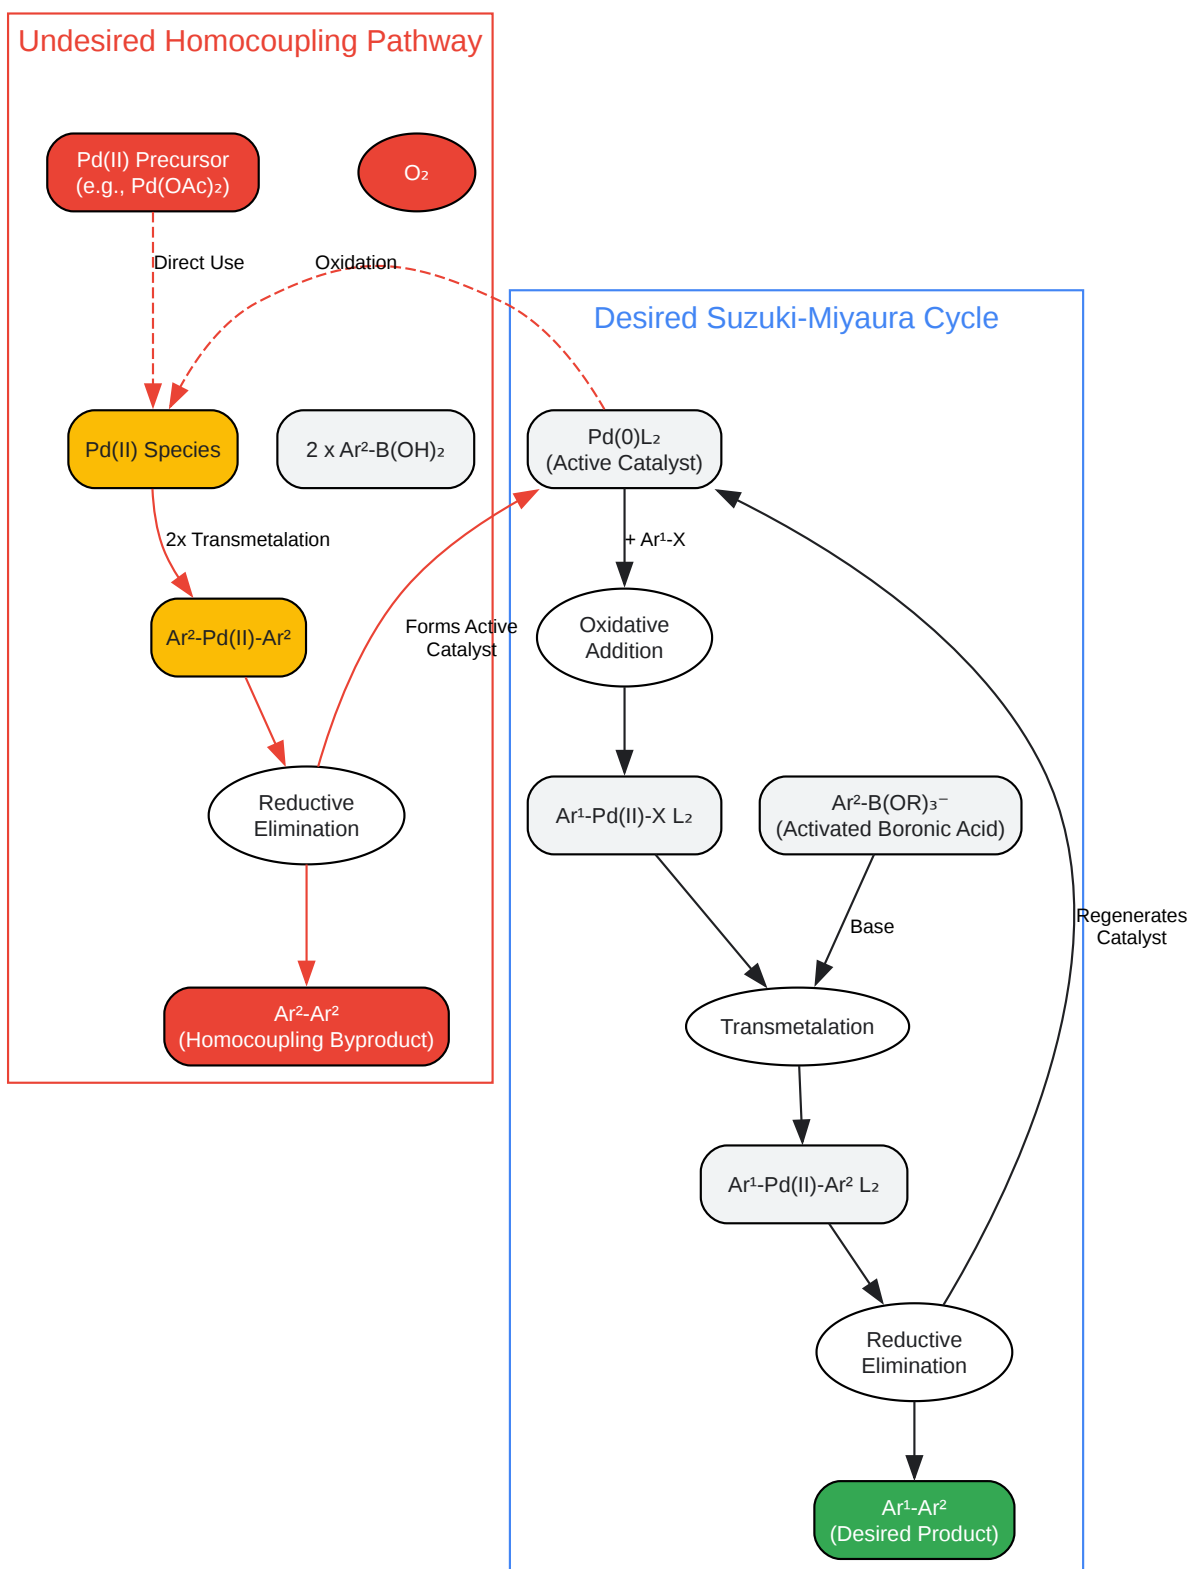 Undesired Homocoupling Pathway
Pd(II) Precursor
(e.g., Pd(OAc)₂)
O₂
Direct Use
Oxidation
Desired Suzuki-Miyaura Cycle
Pd(II) Species
2 x Ar²-B(OH)₂
Pd(0)L₂
(Active Catalyst)
2x Transmetalation
+ Ar¹-X
Ar²-Pd(II)-Ar²
Forms Active
Catalyst
Oxidative
Addition
Reductive
Elimination
Ar¹-Pd(II)-X L₂
Ar²-B(OR)₃⁻
(Activated Boronic Acid)
Base
Regenerates
Catalyst
Ar²-Ar²
(Homocoupling Byproduct)
Transmetalation
Ar¹-Pd(II)-Ar² L₂
Reductive
Elimination
Ar¹-Ar²
(Desired Product)